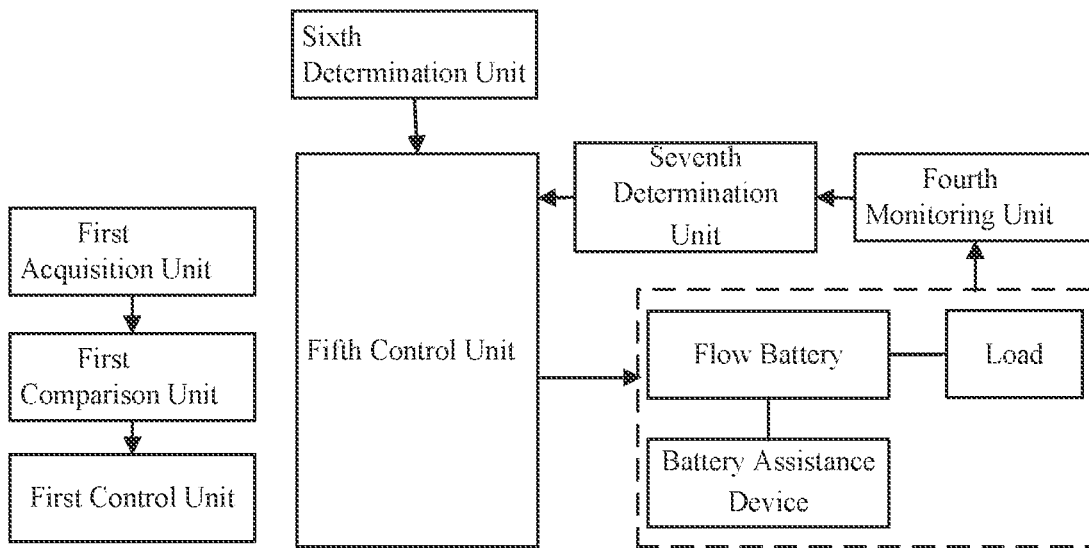 Sixth
Determination Unit
Seventh
Determination
Unit
Fourth
Monitoring Unit
First
Acquisition Unit
First
Comparison Unit
First Control Unit
Fifth Control Unit
Flow Battery
Load
Battery Assistance
Device